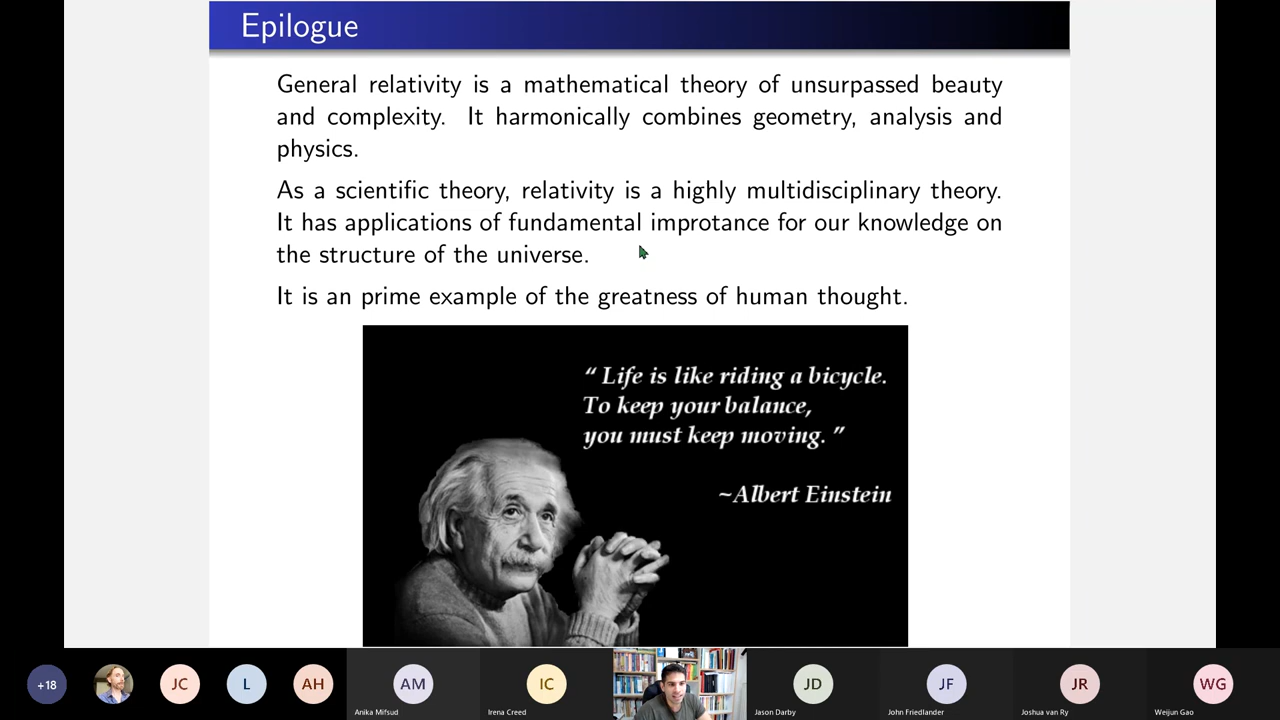 Epilogue
General relativity is a mathematical theory of unsurpassed beauty
and complexity. It harmonically combines geometry, analysis and
physics.
As a scientific theory, relativity is a highly multidisciplinary theory.
It has applications of fundamental improtance for our knowledge on
the structure of the universe.
It is an prime example of the greatness of human thought.
“ Life is like riding a bicycle.
To keep your balance,
you must keep moving. ”
~Albert Einstein
+18
JC
L
AH
AM
IC
JD
JF
JR
WG
Anika Mifsud
Irena Creed
Jason Darby
John Friedlander
Joshua van Ry
Weijun Gao